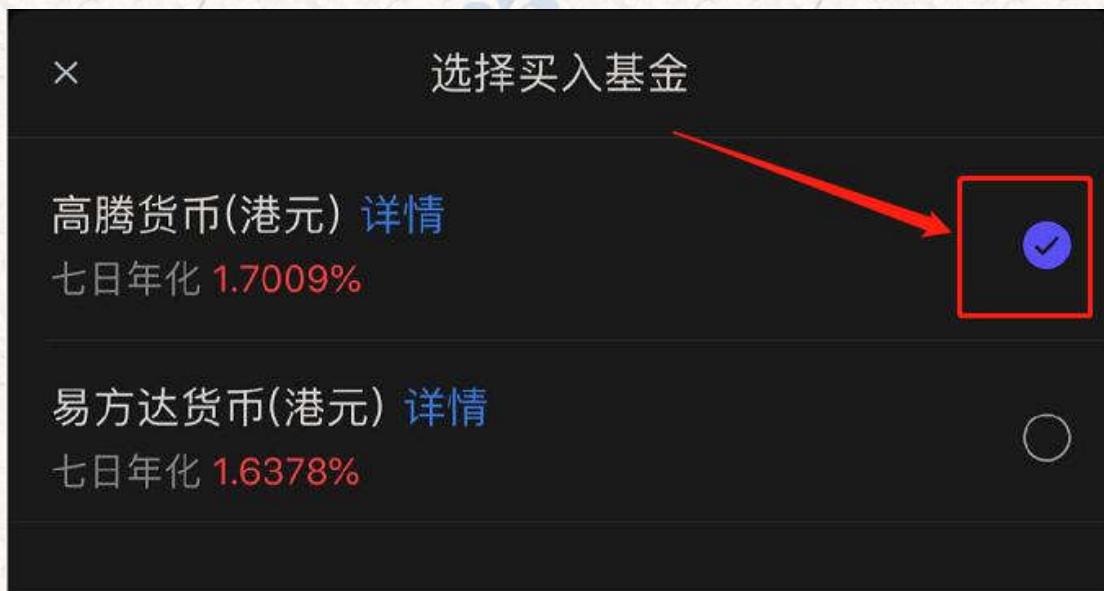 选择买入基金
高腾货币(港元) 详情
七日年化 1.7009%
易方达货币(港元) 详情
七日年化 1.6378%